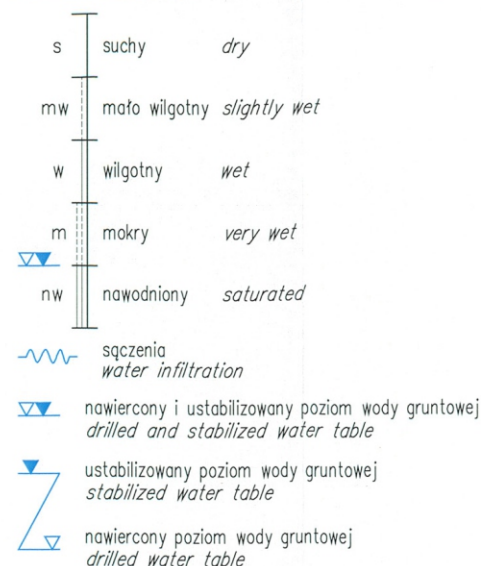 s suchy dry
mw mało wilgotny slightly wet
w wilgotny wet
m mokry very wet
nw nawodniony saturated
sączenia
water infiltration
nawiercony i ustabilizowany poziom wody gruntowej
drilled and stabilized water table
ustabilizowany poziom wody gruntowej
stabilized water table
nawiercony poziom wody gruntowej
drilled water table